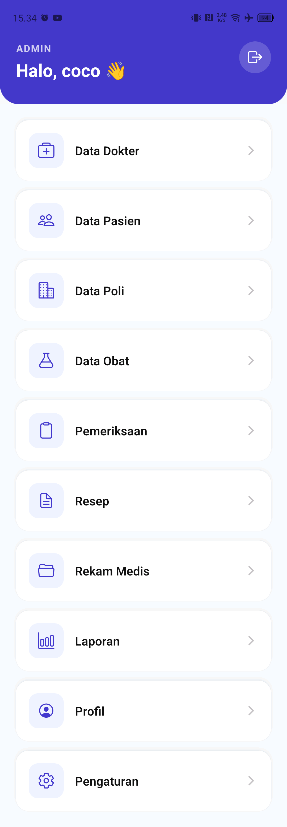 15.34
ADMIN
Halo, coco 👋
Data Dokter
Data Pasien
Data Poli
Data Obat
Pemeriksaan
Resep
Rekam Medis
Laporan
Profil
Pengaturan